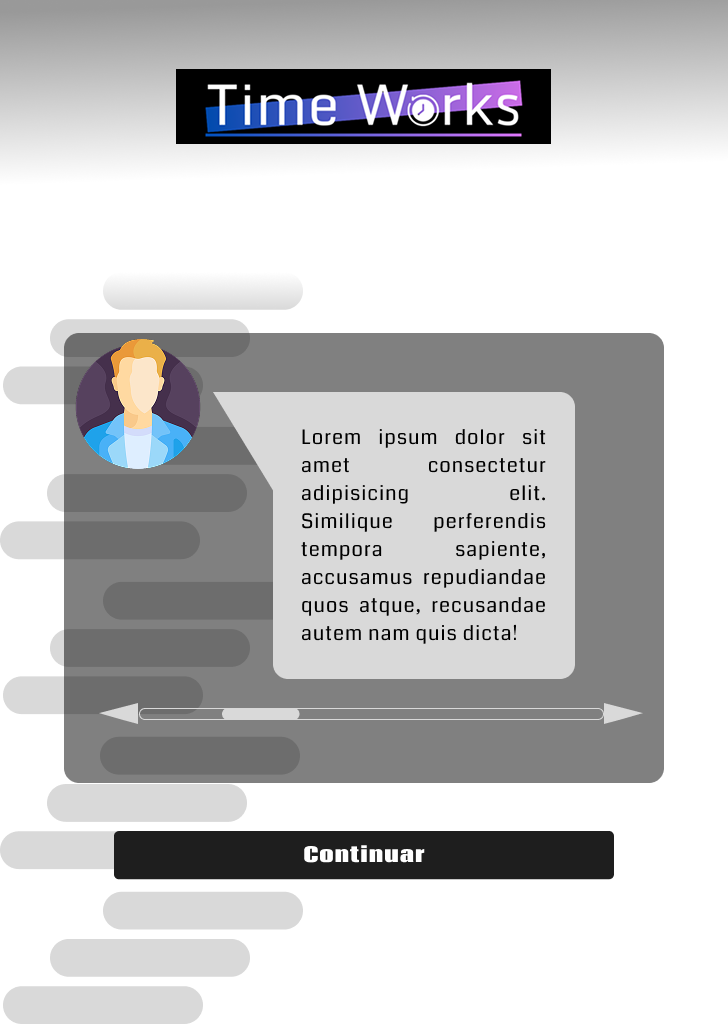 Time Works
Lorem ipsum dolor sit
amet consectetur
adipisicing elit.
Similique perferendis
tempora sapiente,
accusamus repudiandae
quos atque, recusandae
autem nam quis dicta!
Continuar